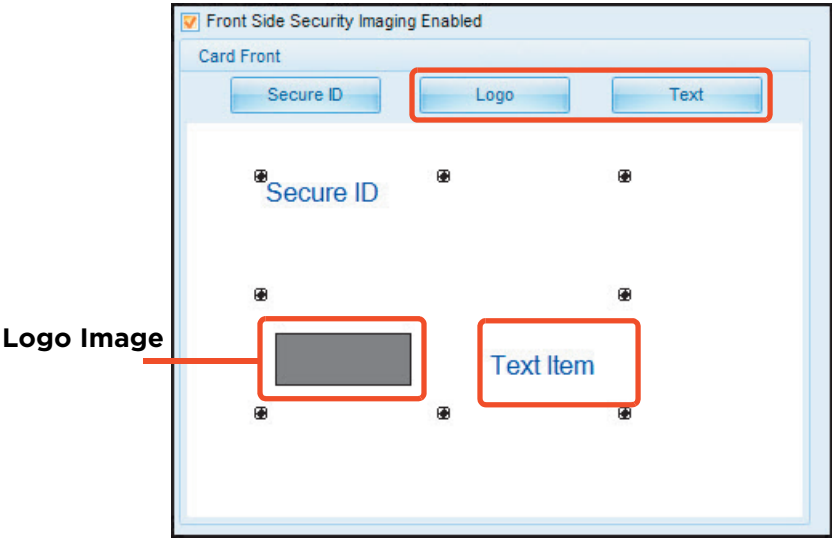 Front Side Security Imaging Enabled
Card Front
Secure ID Logo Text
Secure ID
Logo Image
Text Item